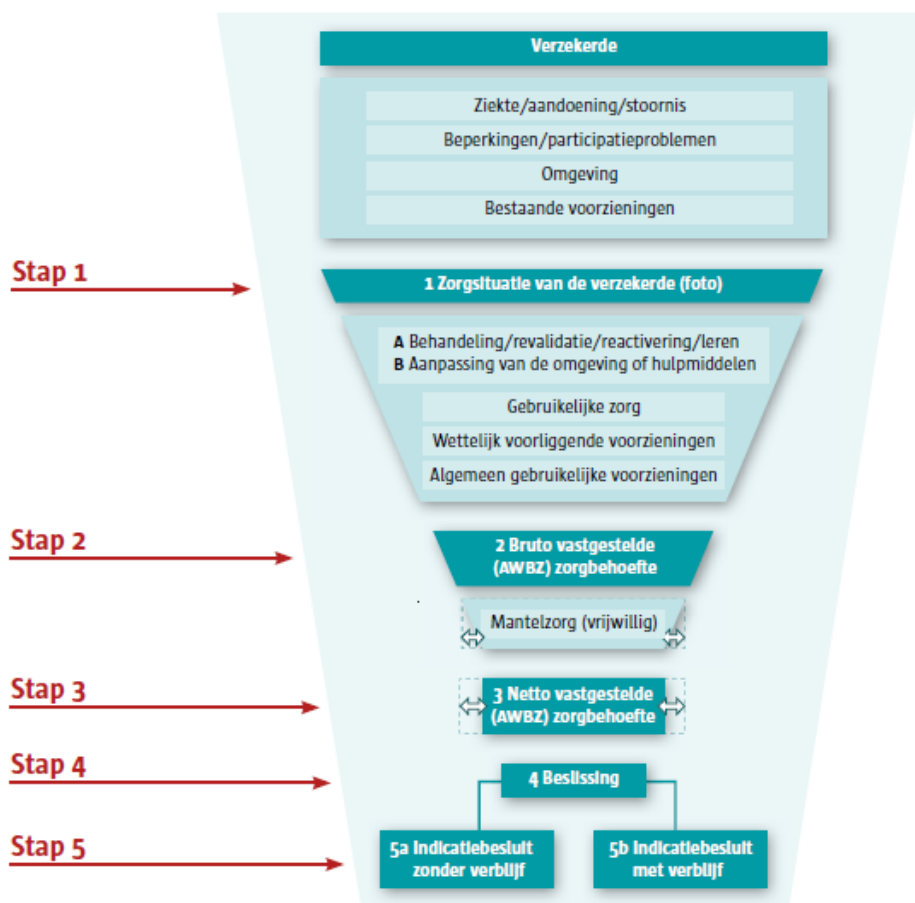 Verzekerde
Ziekte/aandoening/stoornis
Beperkingen/participatieproblemen
Omgeving
Bestaande voorzieningen
Stap 1
1 Zorgsituatie van de verzekerde (foto)
A Behandeling/revalidatie/reactivering/leren
B Aanpassing van de omgeving of hulpmiddelen
Gebruikelijke zorg
Wettelijk voorliggende voorzieningen
Algemeen gebruikelijke voorzieningen
Stap 2
2 Bruto vastgestelde
(AWBZ) zorgbehoefte
Mantelzorg (vrijwillig)
Stap 3
3 Netto vastgestelde
(AWBZ) zorgbehoefte
Stap 4
4 Beslissing
Stap 5
5a Indicatiebesluit
zonder verblijf
5b Indicatiebesluit
met verblijf